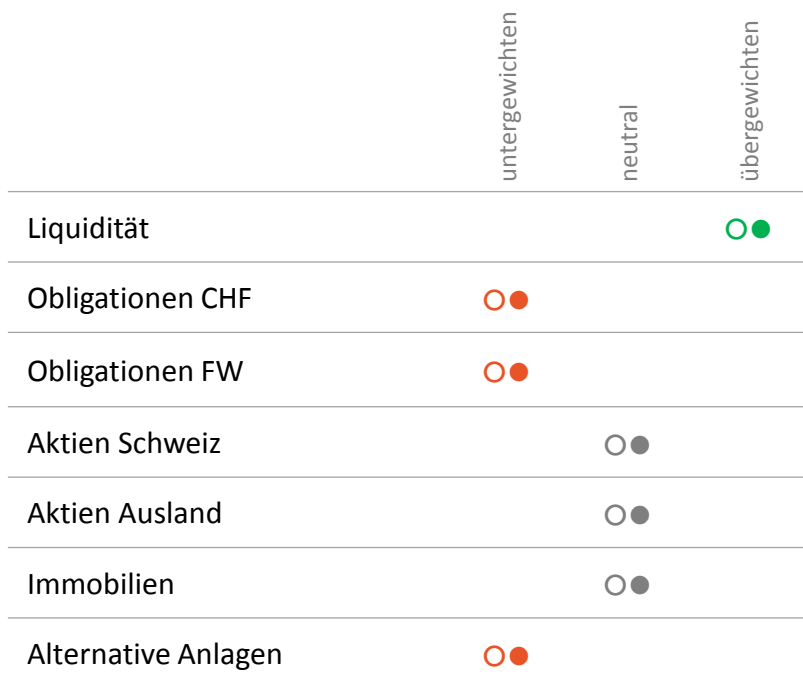 untergewichten
neutral
übergewichten
Liquidität
Obligationen CHF
Obligationen FW
Aktien Schweiz
Aktien Ausland
Immobilien
Alternative Anlagen